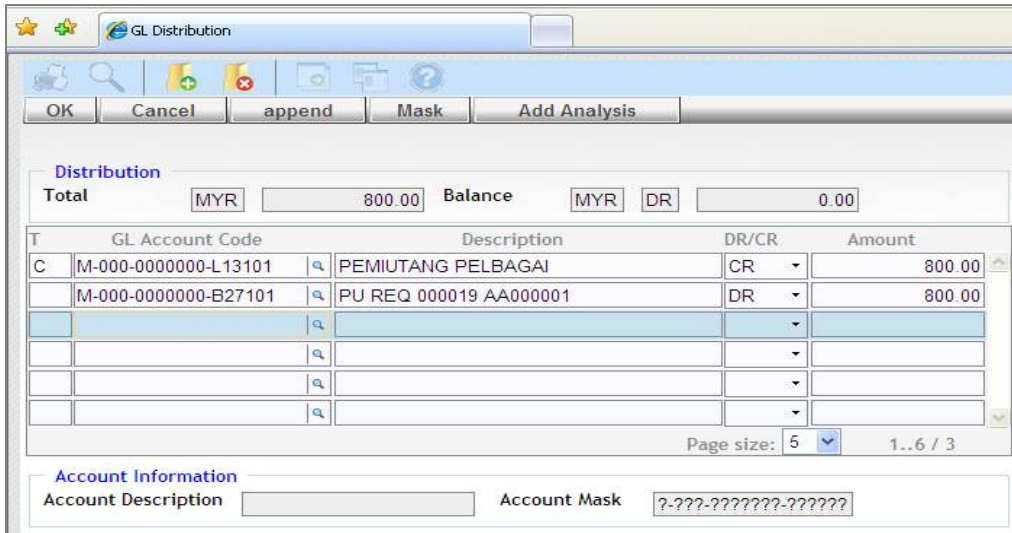 GL Distribution
OK Cancel append Mask Add Analysis
Distribution
Total MYR 800.00 Balance MYR DR 0.00
T GL Account Code Description DR/CR Amount
C M-000-0000000-L13101 PEMIUTANG PELBAGAI CR 800.00
M-000-0000000-B27101 PU REQ 000019 AA000001 DR 800.00
Page size: 5 1..6 / 3
Account Information
Account Description Account Mask ?-???-???????-??????